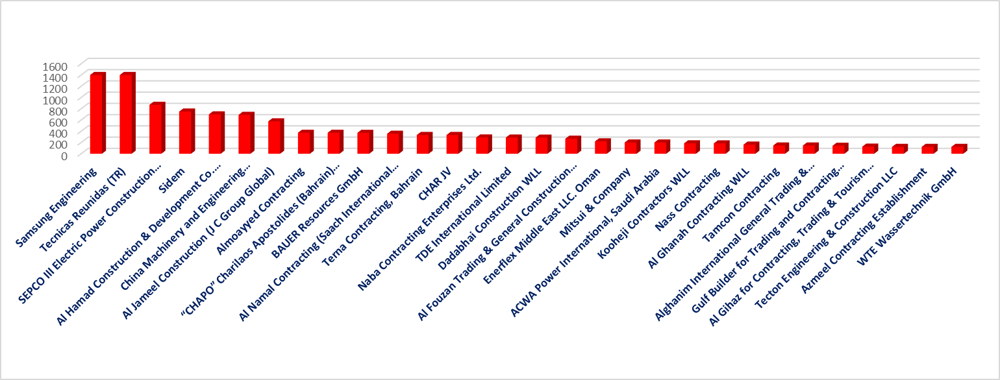 1600
1400
1200
1000
800
600
400
200
0
Samsung Engineering
Tecnicas Reunidas (TR)
SEPCO III Electric Power Construction…
Sidem
Al Hamad Construction & Development Co.…
China Machinery and Engineering…
Al Jameel Construction (J C Group Global)
Almoayyed Contracting
“CHAPO” Charilaos Apostolides (Bahrain)…
BAUER Resources GmbH
Al Namal Contracting (Saach International…
Terna Contracting, Bahrain
CHAR JV
Naba Contracting Enterprises Ltd.
TDE International Limited
Dadabhai Construction WLL
Al Fouzan Trading & General Construction…
Enerflex Middle East LLC. Oman
Mitsui & Company
ACWA Power International, Saudi Arabia
Kooheji Contractors WLL
Nass Contracting
Al Ghanah Contracting WLL
Tamcon Contracting
Alghanim International General Trading &…
Gulf Builder for Trading and Contracting…
Al Gihaz for Contracting, Trading & Tourism…
Tecton Engineering & Construction LLC
Azmeel Contracting Establishment
WTE Wassertechnik GmbH